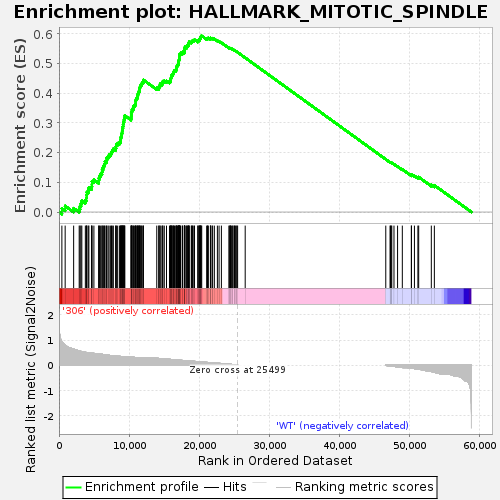 Enrichment plot: HALLMARK_MITOTIC_SPINDLE
Enrichment score (ES)
0.6
0.5
0.4
0.3
0.2
0.1
0.0
Ranked list metric (Signal2Noise)
'306' (positively correlated)
2
1
0
-1
-2
Zero cross at 25499
'WT' (negatively correlated)
0 10,000 20,000 30,000 40,000 50,000 60,000
Rank in Ordered Dataset
Enrichment profile Hits Ranking metric scores